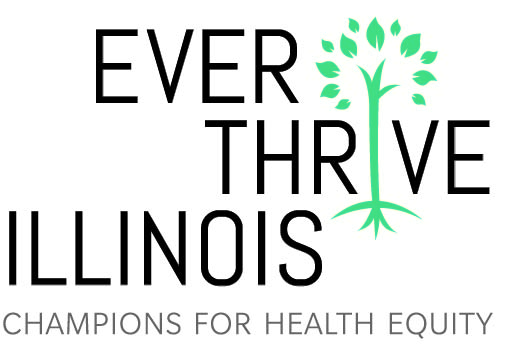 EVER
THRIVE
ILLINOIS
CHAMPIONS FOR HEALTH EQUITY